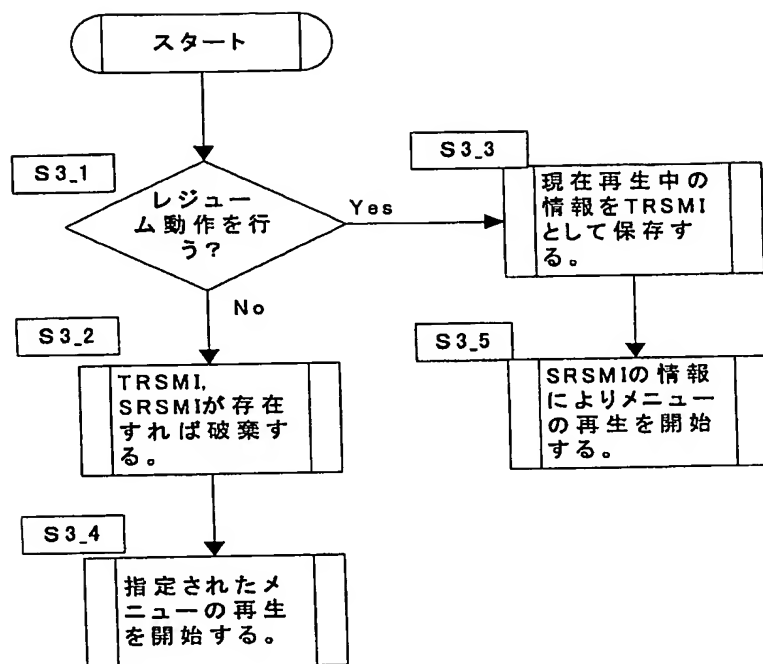 スタート
S3_1
レジュー
ム動作を行
う?
Yes
No
S3_3
現在再生中の
情報をTRSMI
として保存す
る。
S3_2
TRSMI,
SRSMIが存在
すれば破棄す
る。
S3_5
SRSMIの情報
によりメニュー
の再生を開始
する。
S3_4
指定されたメ
ニューの再生
を開始する。